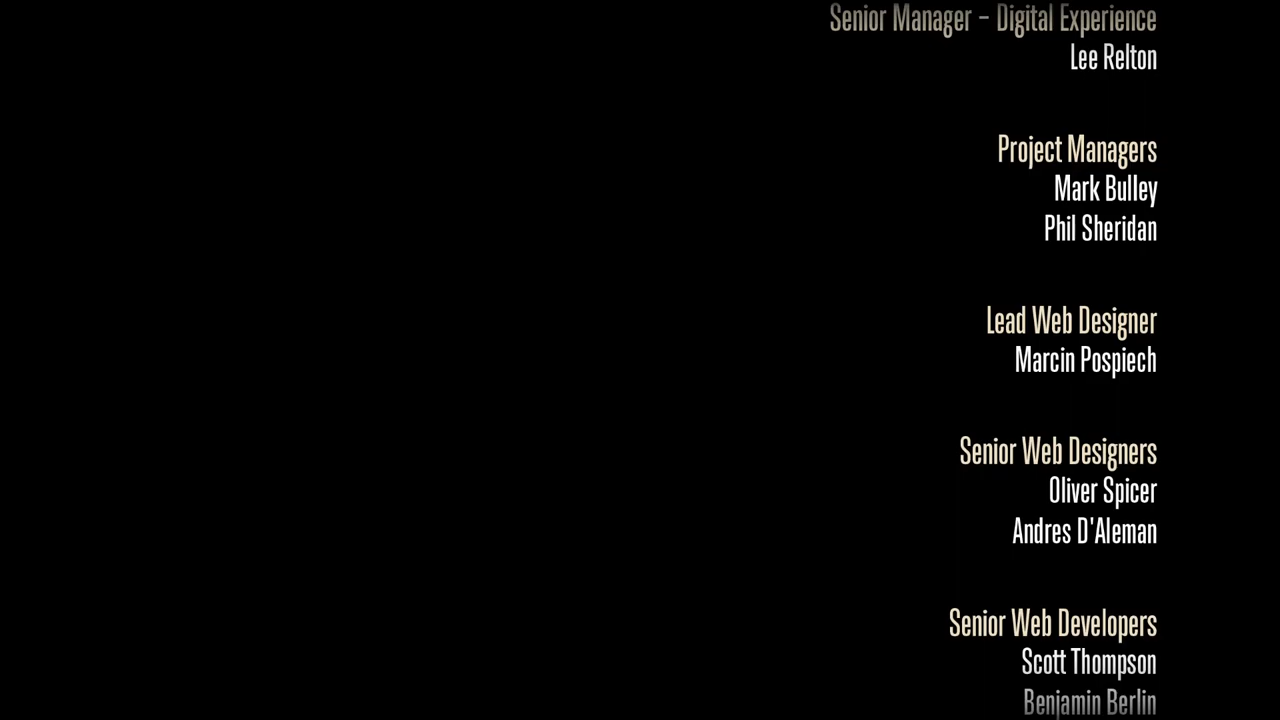 Senior Manager – Digital Experience
Lee Relton
Project Managers
Mark Bulley
Phil Sheridan
Lead Web Designer
Marcin Pospiech
Senior Web Designers
Oliver Spicer
Andres D'Aleman
Senior Web Developers
Scott Thompson
Benjamin Berlin